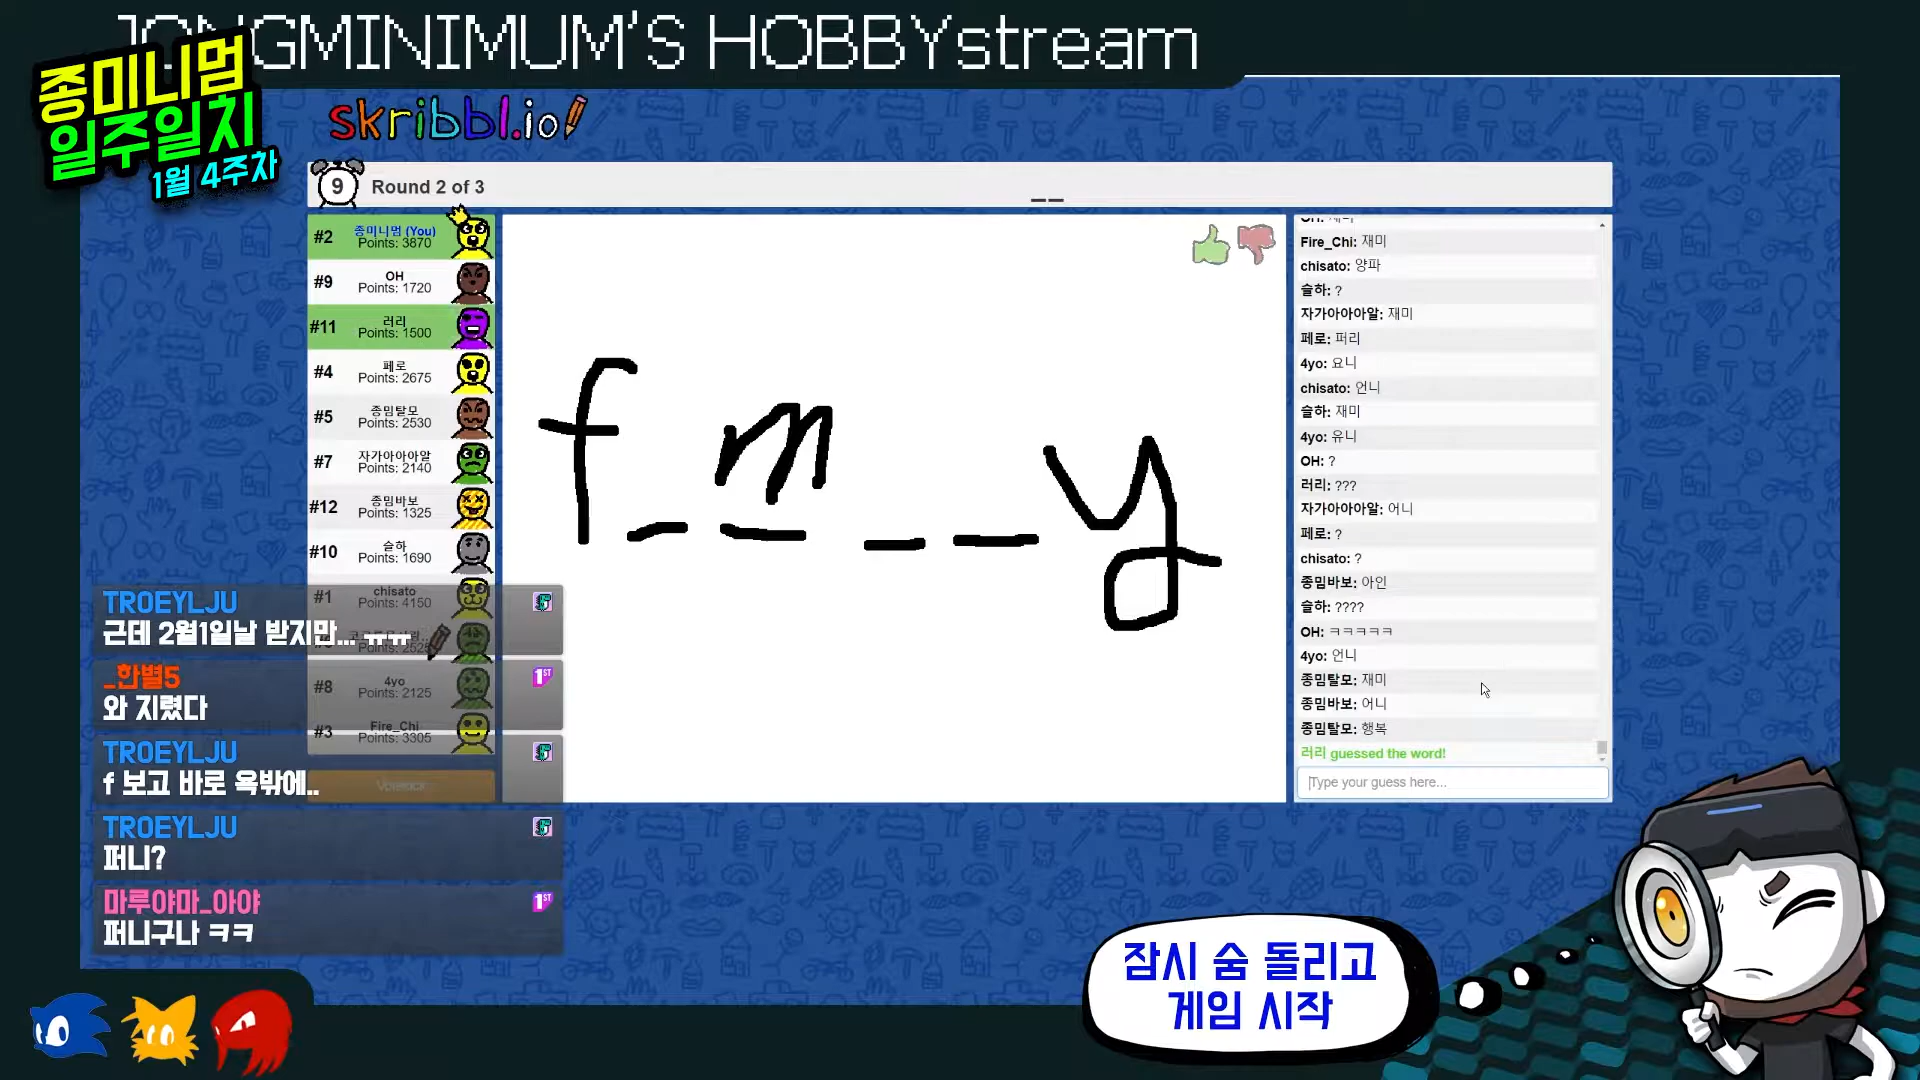 JONGMINIMUM'S HOBBYstream
종미니멈
일주일치
1월 4주차
skribbl.io
9
Round 2 of 3
__
#2 종미니멈 (You)
Points: 3870
#9 OH
Points: 1720
#11 러리
Points: 1500
#4 페로
Points: 2675
#5 종밈탈모
Points: 2530
#7 자가아아아알
Points: 2140
#12 종밈바보
Points: 1325
#10 슬하
Points: 1690
#1 chisato
Points: 4150
Points: 2525
#8 4yo
Points: 2125
#3 Fire_Chi
Points: 3305
f_m__y
Fire_Chi: 재미
chisato: 양파
슬하: ?
자가아아아알: 재미
페로: 퍼리
4yo: 요니
chisato: 언니
슬하: 재미
4yo: 유니
OH: ?
러리: ???
자가아아아알: 어니
페로: ?
chisato: ?
종밈바보: 아인
슬하: ????
OH: ㅋㅋㅋㅋㅋ
4yo: 언니
종밈탈모: 재미
종밈바보: 어니
종밈탈모: 행복
러리 guessed the word!
Type your guess here...
TROEYLJU
근테 2월1일날 받지만... ㅠㅠ
_한별5
와 지렸다
TROEYLJU
f 보고 바로 욕밖에..
TROEYLJU
퍼니?
마루야마_아야
퍼니구나 ㅋㅋ
잠시 숨 돌리고
게임 시작